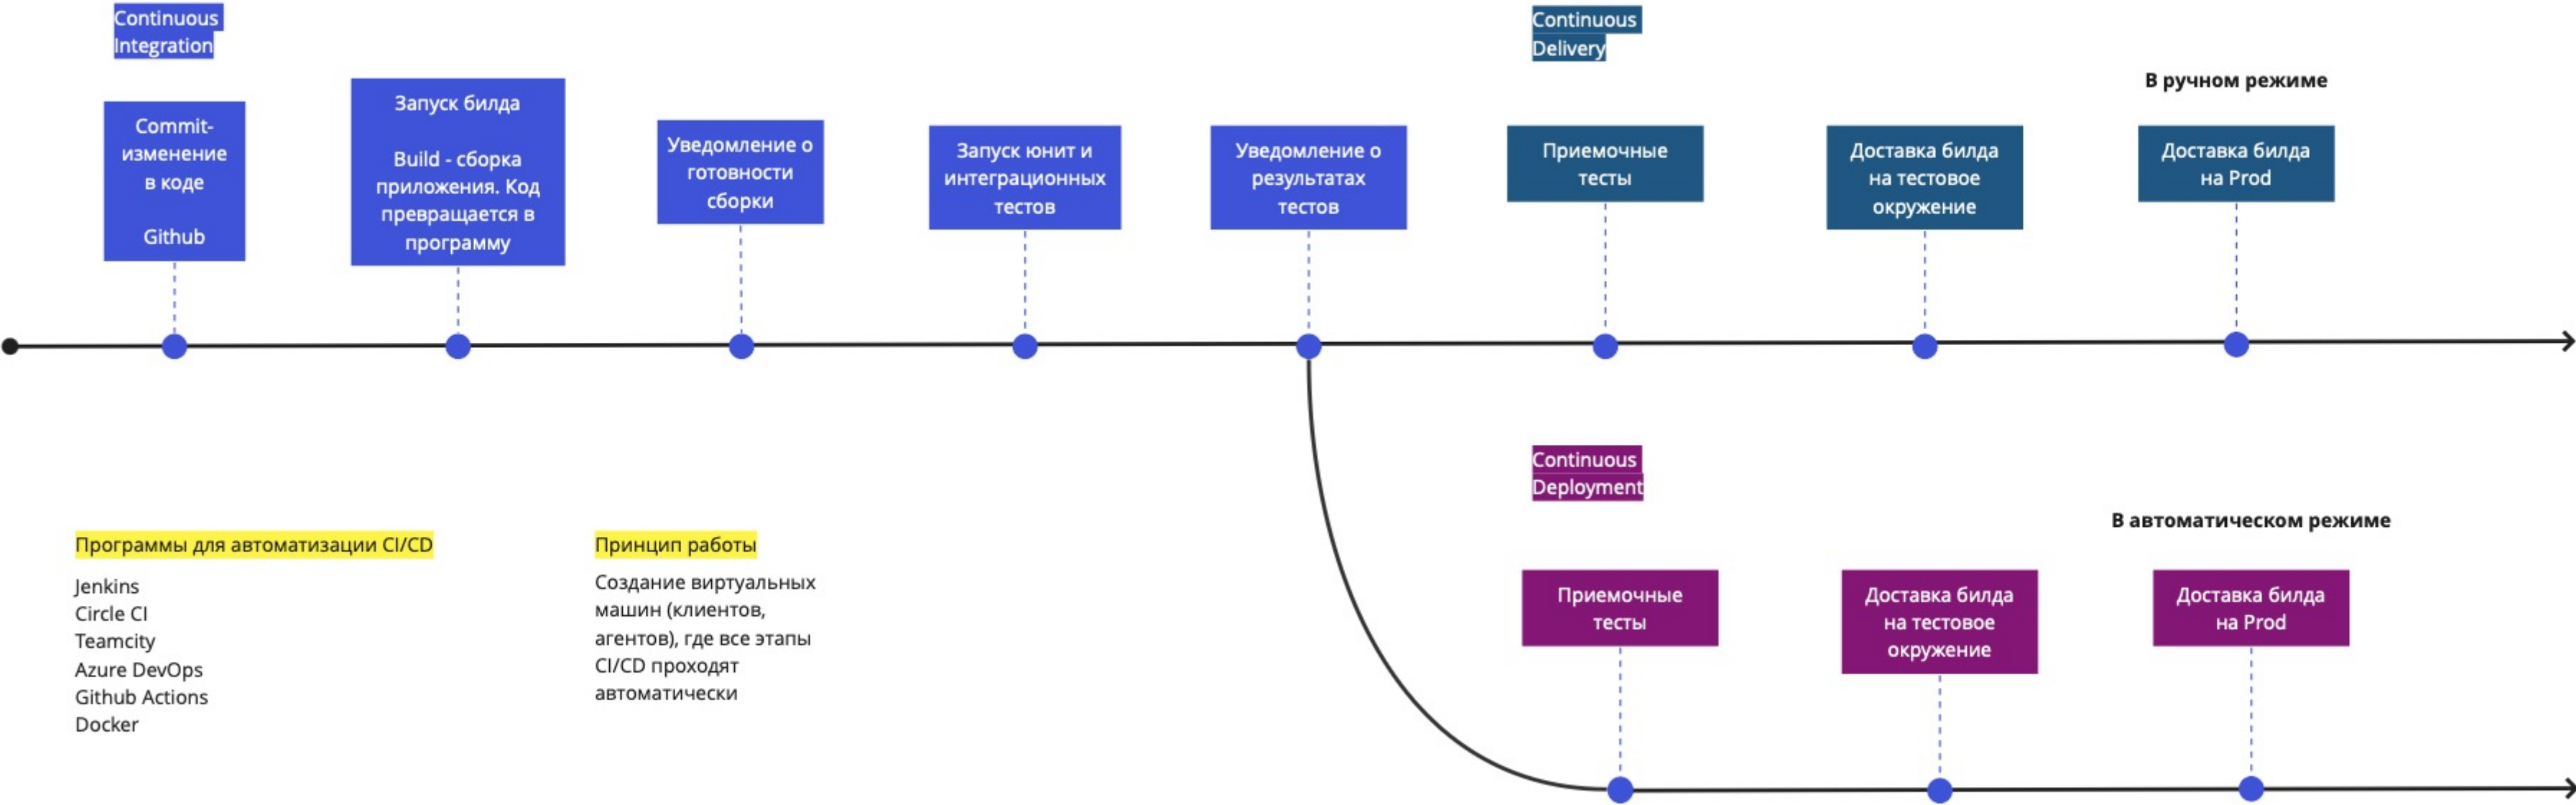 Continuous
Integration
Commit-
изменение
в коде
Github
Запуск билда
Build - сборка
приложения. Код
превращается в
программу
Уведомление о
готовности
сборки
Запуск юнит и
интеграционных
тестов
Уведомление о
результатах
тестов
Continuous
Delivery
Приемочные
тесты
Доставка билда
на тестовое
окружение
В ручном режиме
Доставка билда
на Prod
Continuous
Deployment
Приемочные
тесты
Доставка билда
на тестовое
окружение
В автоматическом режиме
Доставка билда
на Prod
Программы для автоматизации CI/CD
Jenkins
Circle CI
Teamcity
Azure DevOps
Github Actions
Docker
Принцип работы
Создание виртуальных
машин (клиентов,
агентов), где все этапы
CI/CD проходят
автоматически